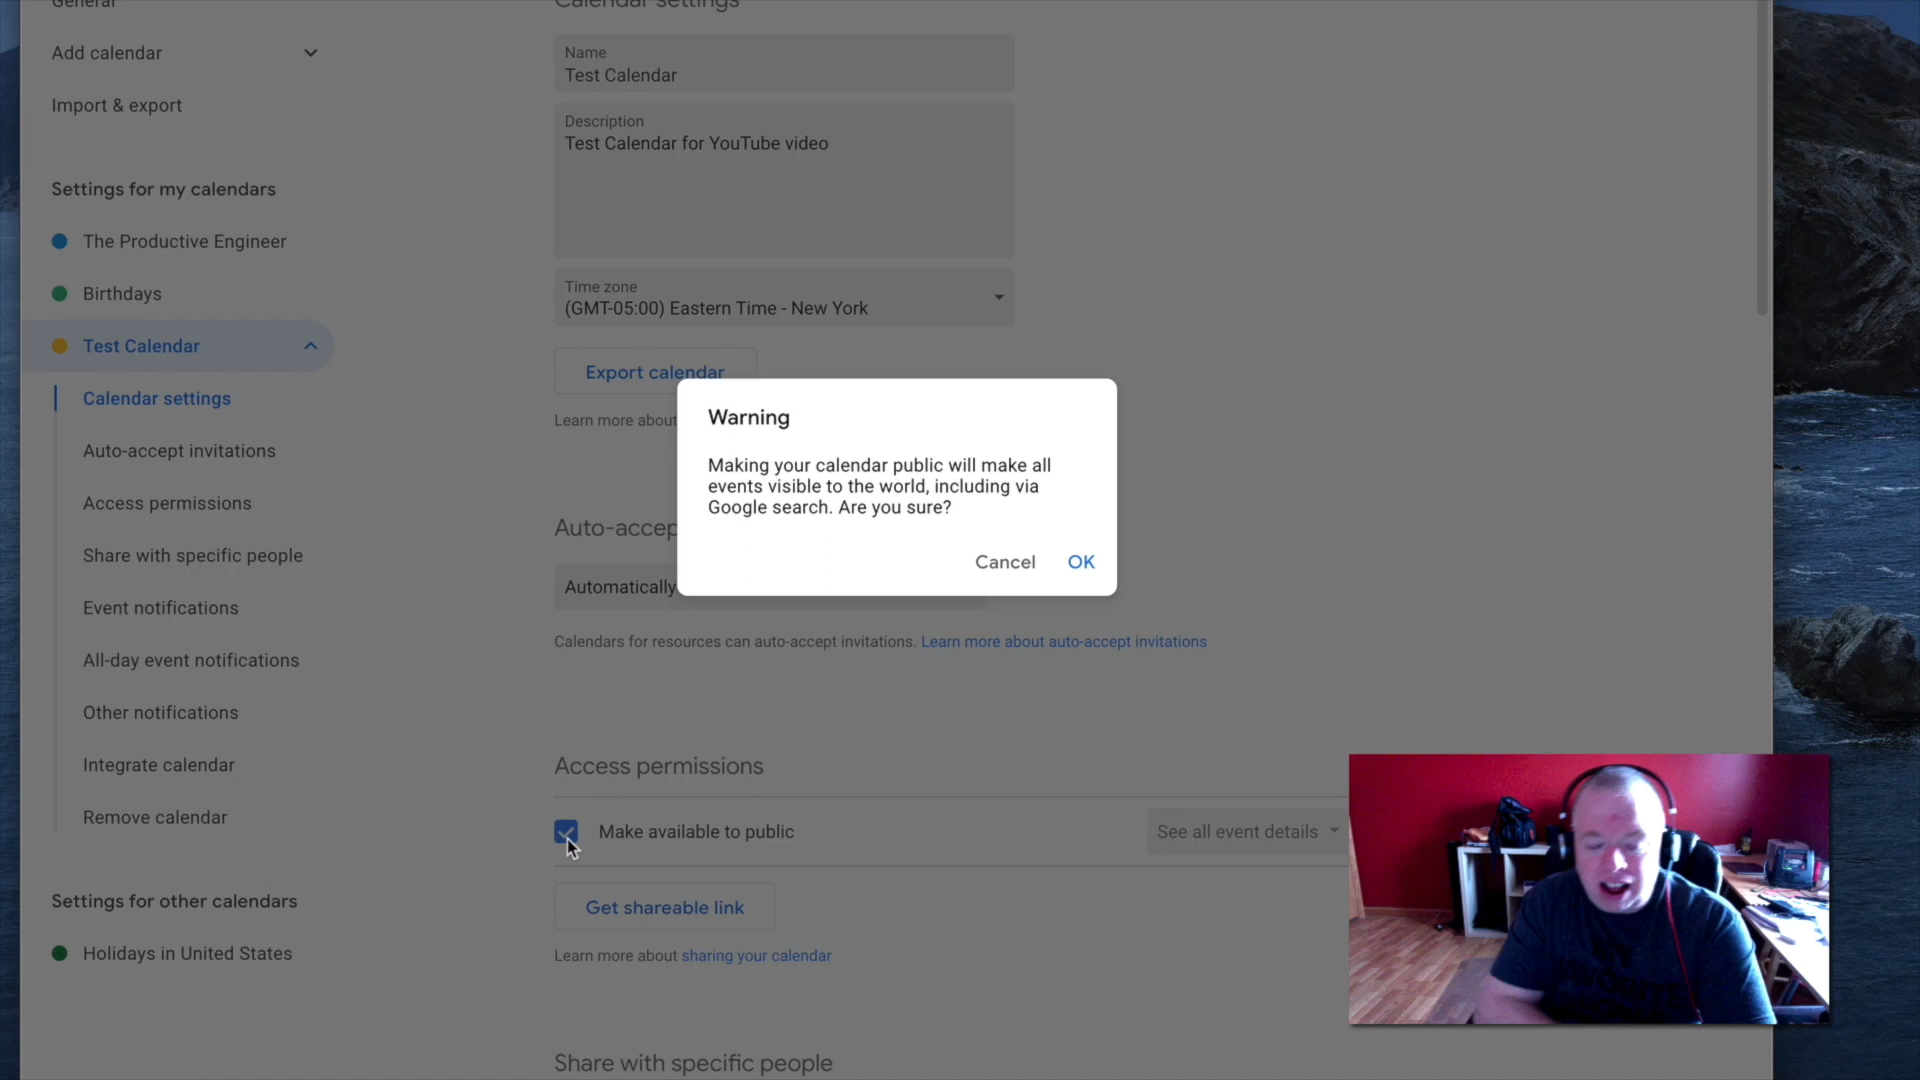 General
Add calendar
Import & export
Settings for my calendars
The Productive Engineer
Birthdays
Test Calendar
Calendar settings
Auto-accept invitations
Access permissions
Share with specific people
Event notifications
All-day event notifications
Other notifications
Integrate calendar
Remove calendar
Settings for other calendars
Holidays in United States
Calendar settings
Name
Test Calendar
Description
Test Calendar for YouTube video
Time zone
(GMT-05:00) Eastern Time - New York
Export calendar
Learn more about
Warning
Making your calendar public will make all
events visible to the world, including via
Google search. Are you sure?
Cancel
OK
Auto-accep
Automatically
Calendars for resources can auto-accept invitations. Learn more about auto-accept invitations
Access permissions
Make available to public
See all event details
Get shareable link
Learn more about sharing your calendar
Share with specific people